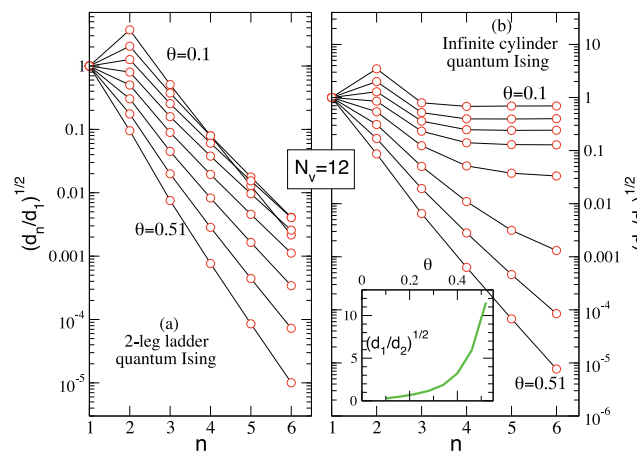 (d_n/d_1)^{1/2}
1
0.1
0.01
0.001
10^{-4}
10^{-5}
θ=0.1
θ=0.51
(a)
2-leg ladder
quantum Ising
1 2 3 4 5 6
n
N_v=12
(b)
Infinite cylinder
quantum Ising
θ=0.1
θ=0.51
θ
0 0.2 0.4
10
5
0
(d_1/d_2)^{1/2}
1 2 3 4 5 6
n
10
1
0.1
0.01
0.001
10^{-4}
10^{-5}
10^{-6}